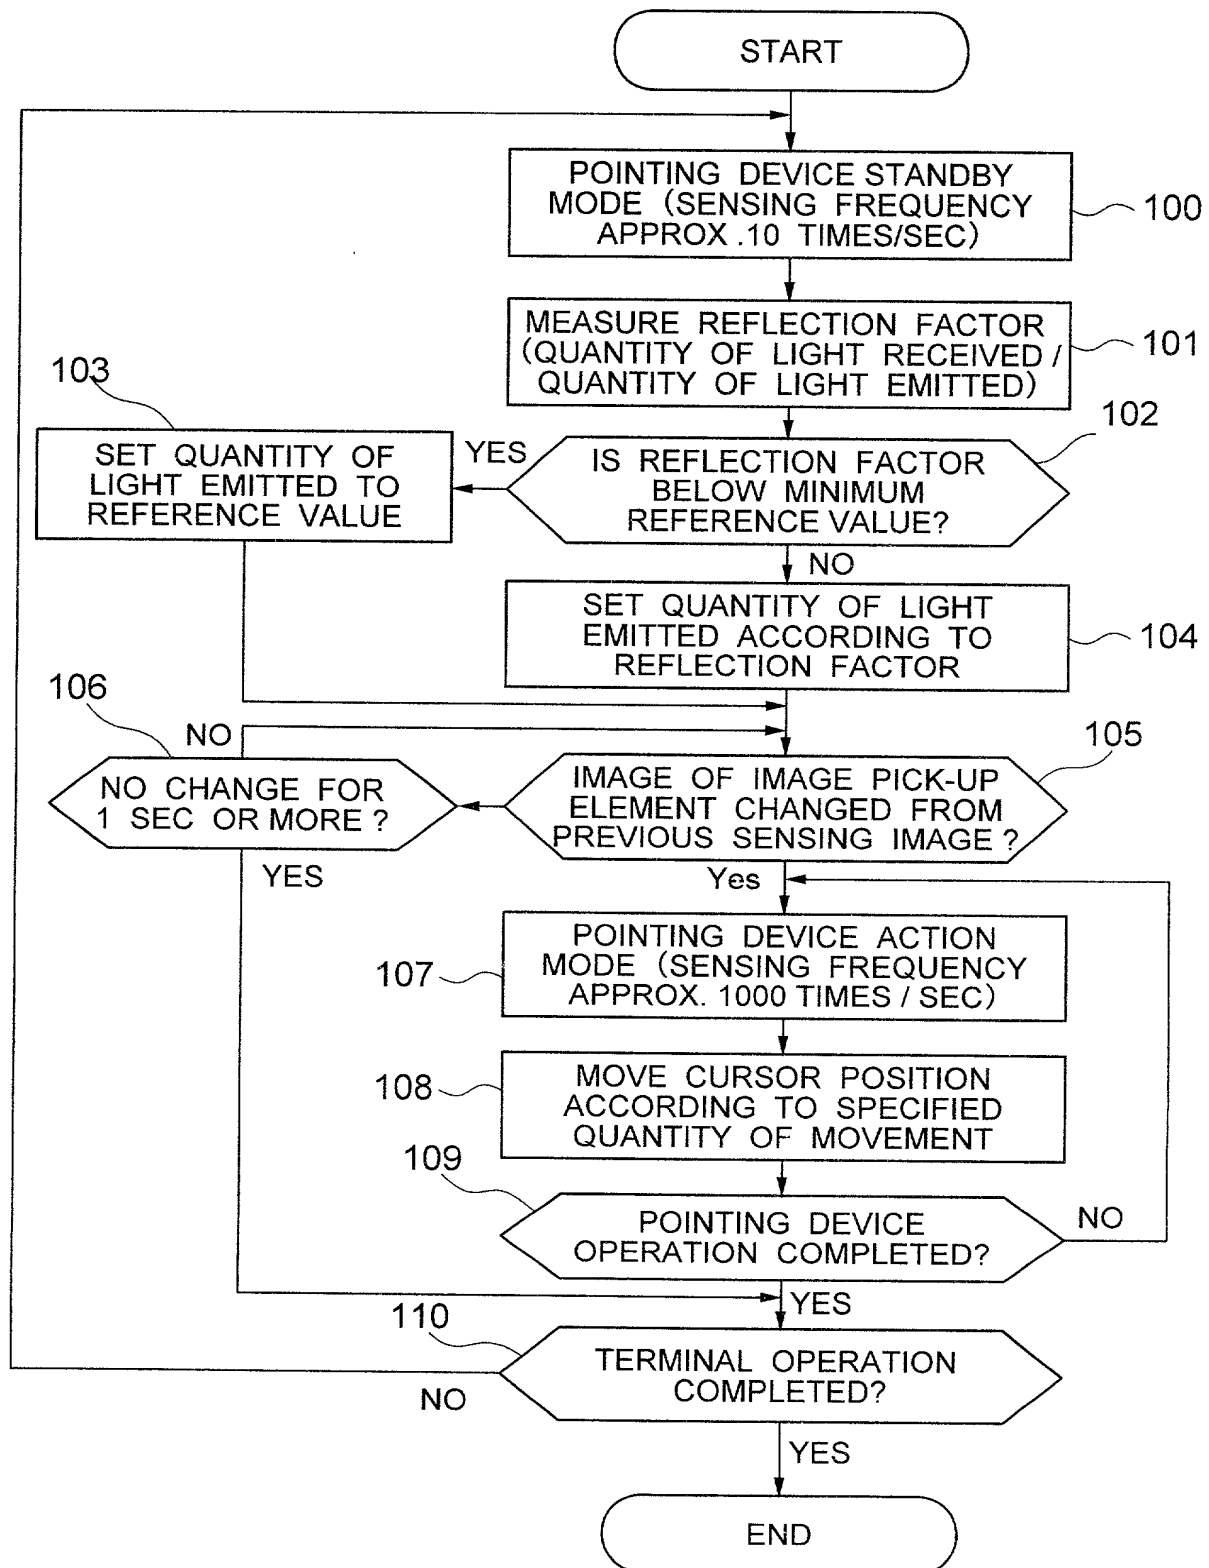 START
POINTING DEVICE STANDBY
MODE (SENSING FREQUENCY
APPROX .10 TIMES/SEC)
100
MEASURE REFLECTION FACTOR
(QUANTITY OF LIGHT RECEIVED /
QUANTITY OF LIGHT EMITTED)
101
103
102
SET QUANTITY OF
LIGHT EMITTED TO
REFERENCE VALUE
YES
IS REFLECTION FACTOR
BELOW MINIMUM
REFERENCE VALUE?
NO
SET QUANTITY OF LIGHT
EMITTED ACCORDING TO
REFLECTION FACTOR
104
106
NO
105
NO CHANGE FOR
1 SEC OR MORE ?
IMAGE OF IMAGE PICK-UP
ELEMENT CHANGED FROM
PREVIOUS SENSING IMAGE ?
YES
Yes
107
POINTING DEVICE ACTION
MODE (SENSING FREQUENCY
APPROX. 1000 TIMES / SEC)
108
MOVE CURSOR POSITION
ACCORDING TO SPECIFIED
QUANTITY OF MOVEMENT
109
POINTING DEVICE
OPERATION COMPLETED?
NO
YES
110
TERMINAL OPERATION
COMPLETED?
NO
YES
END